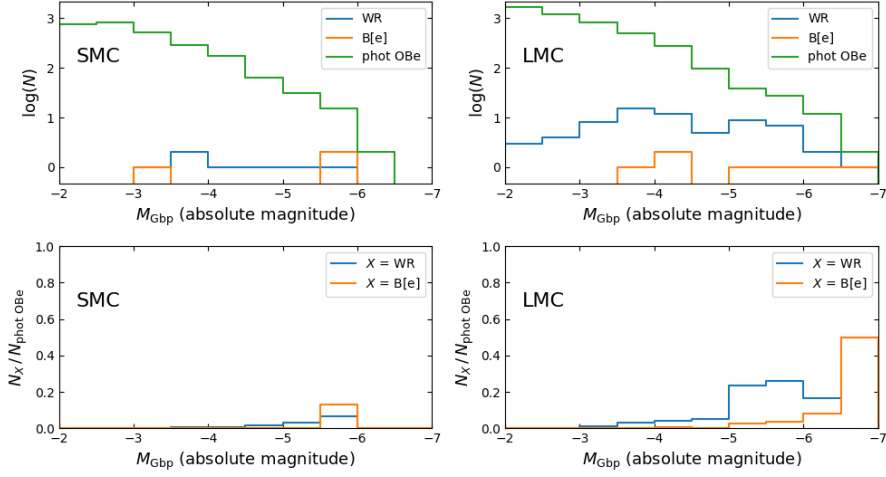 log(N)
3
2
1
0
SMC
WR
B[e]
phot OBe
−2
−3
−4
−5
−6
−7
M_Gbp (absolute magnitude)
log(N)
3
2
1
0
LMC
WR
B[e]
phot OBe
−2
−3
−4
−5
−6
−7
M_Gbp (absolute magnitude)
N_X / N_phot OBe
1.0
0.8
0.6
0.4
0.2
0.0
SMC
X = WR
X = B[e]
−2
−3
−4
−5
−6
−7
M_Gbp (absolute magnitude)
N_X / N_phot OBe
1.0
0.8
0.6
0.4
0.2
0.0
LMC
X = WR
X = B[e]
−2
−3
−4
−5
−6
−7
M_Gbp (absolute magnitude)